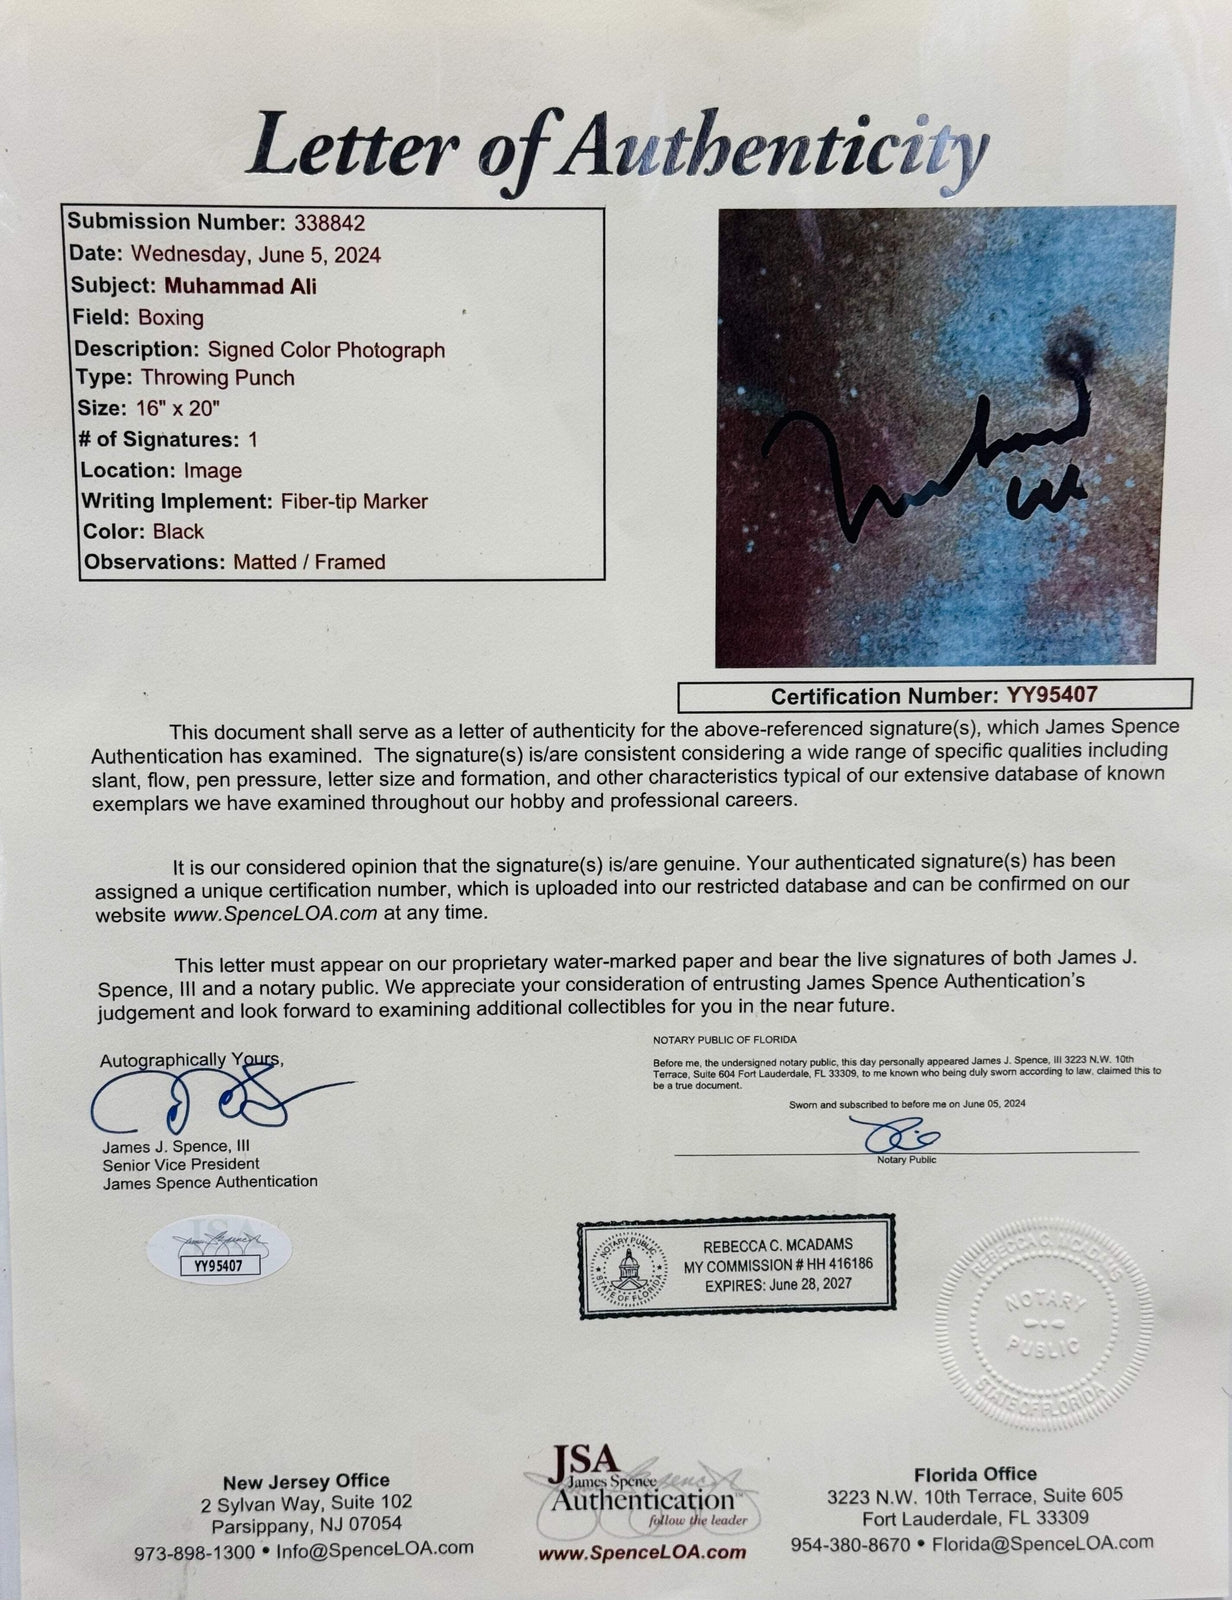 Letter of Authenticity
Submission Number: 338842
Date: Wednesday, June 5, 2024
Subject: Muhammad Ali
Field: Boxing
Description: Signed Color Photograph
Type: Throwing Punch
Size: 16" x 20"
# of Signatures: 1
Location: Image
Writing Implement: Fiber-tip Marker
Color: Black
Observations: Matted / Framed
Certification Number: YY95407
This document shall serve as a letter of authenticity for the above-referenced signature(s), which James Spence
Authentication has examined. The signature(s) is/are consistent considering a wide range of specific qualities including
slant, flow, pen pressure, letter size and formation, and other characteristics typical of our extensive database of known
exemplars we have examined throughout our hobby and professional careers.
It is our considered opinion that the signature(s) is/are genuine. Your authenticated signature(s) has been
assigned a unique certification number, which is uploaded into our restricted database and can be confirmed on our
website www.SpenceLOA.com at any time.
This letter must appear on our proprietary water-marked paper and bear the live signatures of both James J.
Spence, III and a notary public. We appreciate your consideration of entrusting James Spence Authentication's
judgement and look forward to examining additional collectibles for you in the near future.
Autographically Yours,
James J. Spence, III
Senior Vice President
James Spence Authentication
NOTARY PUBLIC OF FLORIDA
Before me, the undersigned notary public, this day personally appeared James J. Spence, III 3223 N.W. 10th
Terrace, Suite 604 Fort Lauderdale, FL 33309, to me known who being duly sworn according to law, claimed this to
be a true document.
Sworn and subscribed to before me on June 05, 2024
Notary Public
JSA
YY95407
NOTARY PUBLIC
STATE OF FLORIDA
REBECCA C. MCADAMS
MY COMMISSION # HH 416186
EXPIRES: June 28, 2027
REBECCA C. MCADAMS
NOTARY
PUBLIC
STATE OF FLORIDA
New Jersey Office
2 Sylvan Way, Suite 102
Parsippany, NJ 07054
973-898-1300 • Info@SpenceLOA.com
JSA
James Spence
Authentication™
follow the leader
www.SpenceLOA.com
Florida Office
3223 N.W. 10th Terrace, Suite 605
Fort Lauderdale, FL 33309
954-380-8670 • Florida@SpenceLOA.com